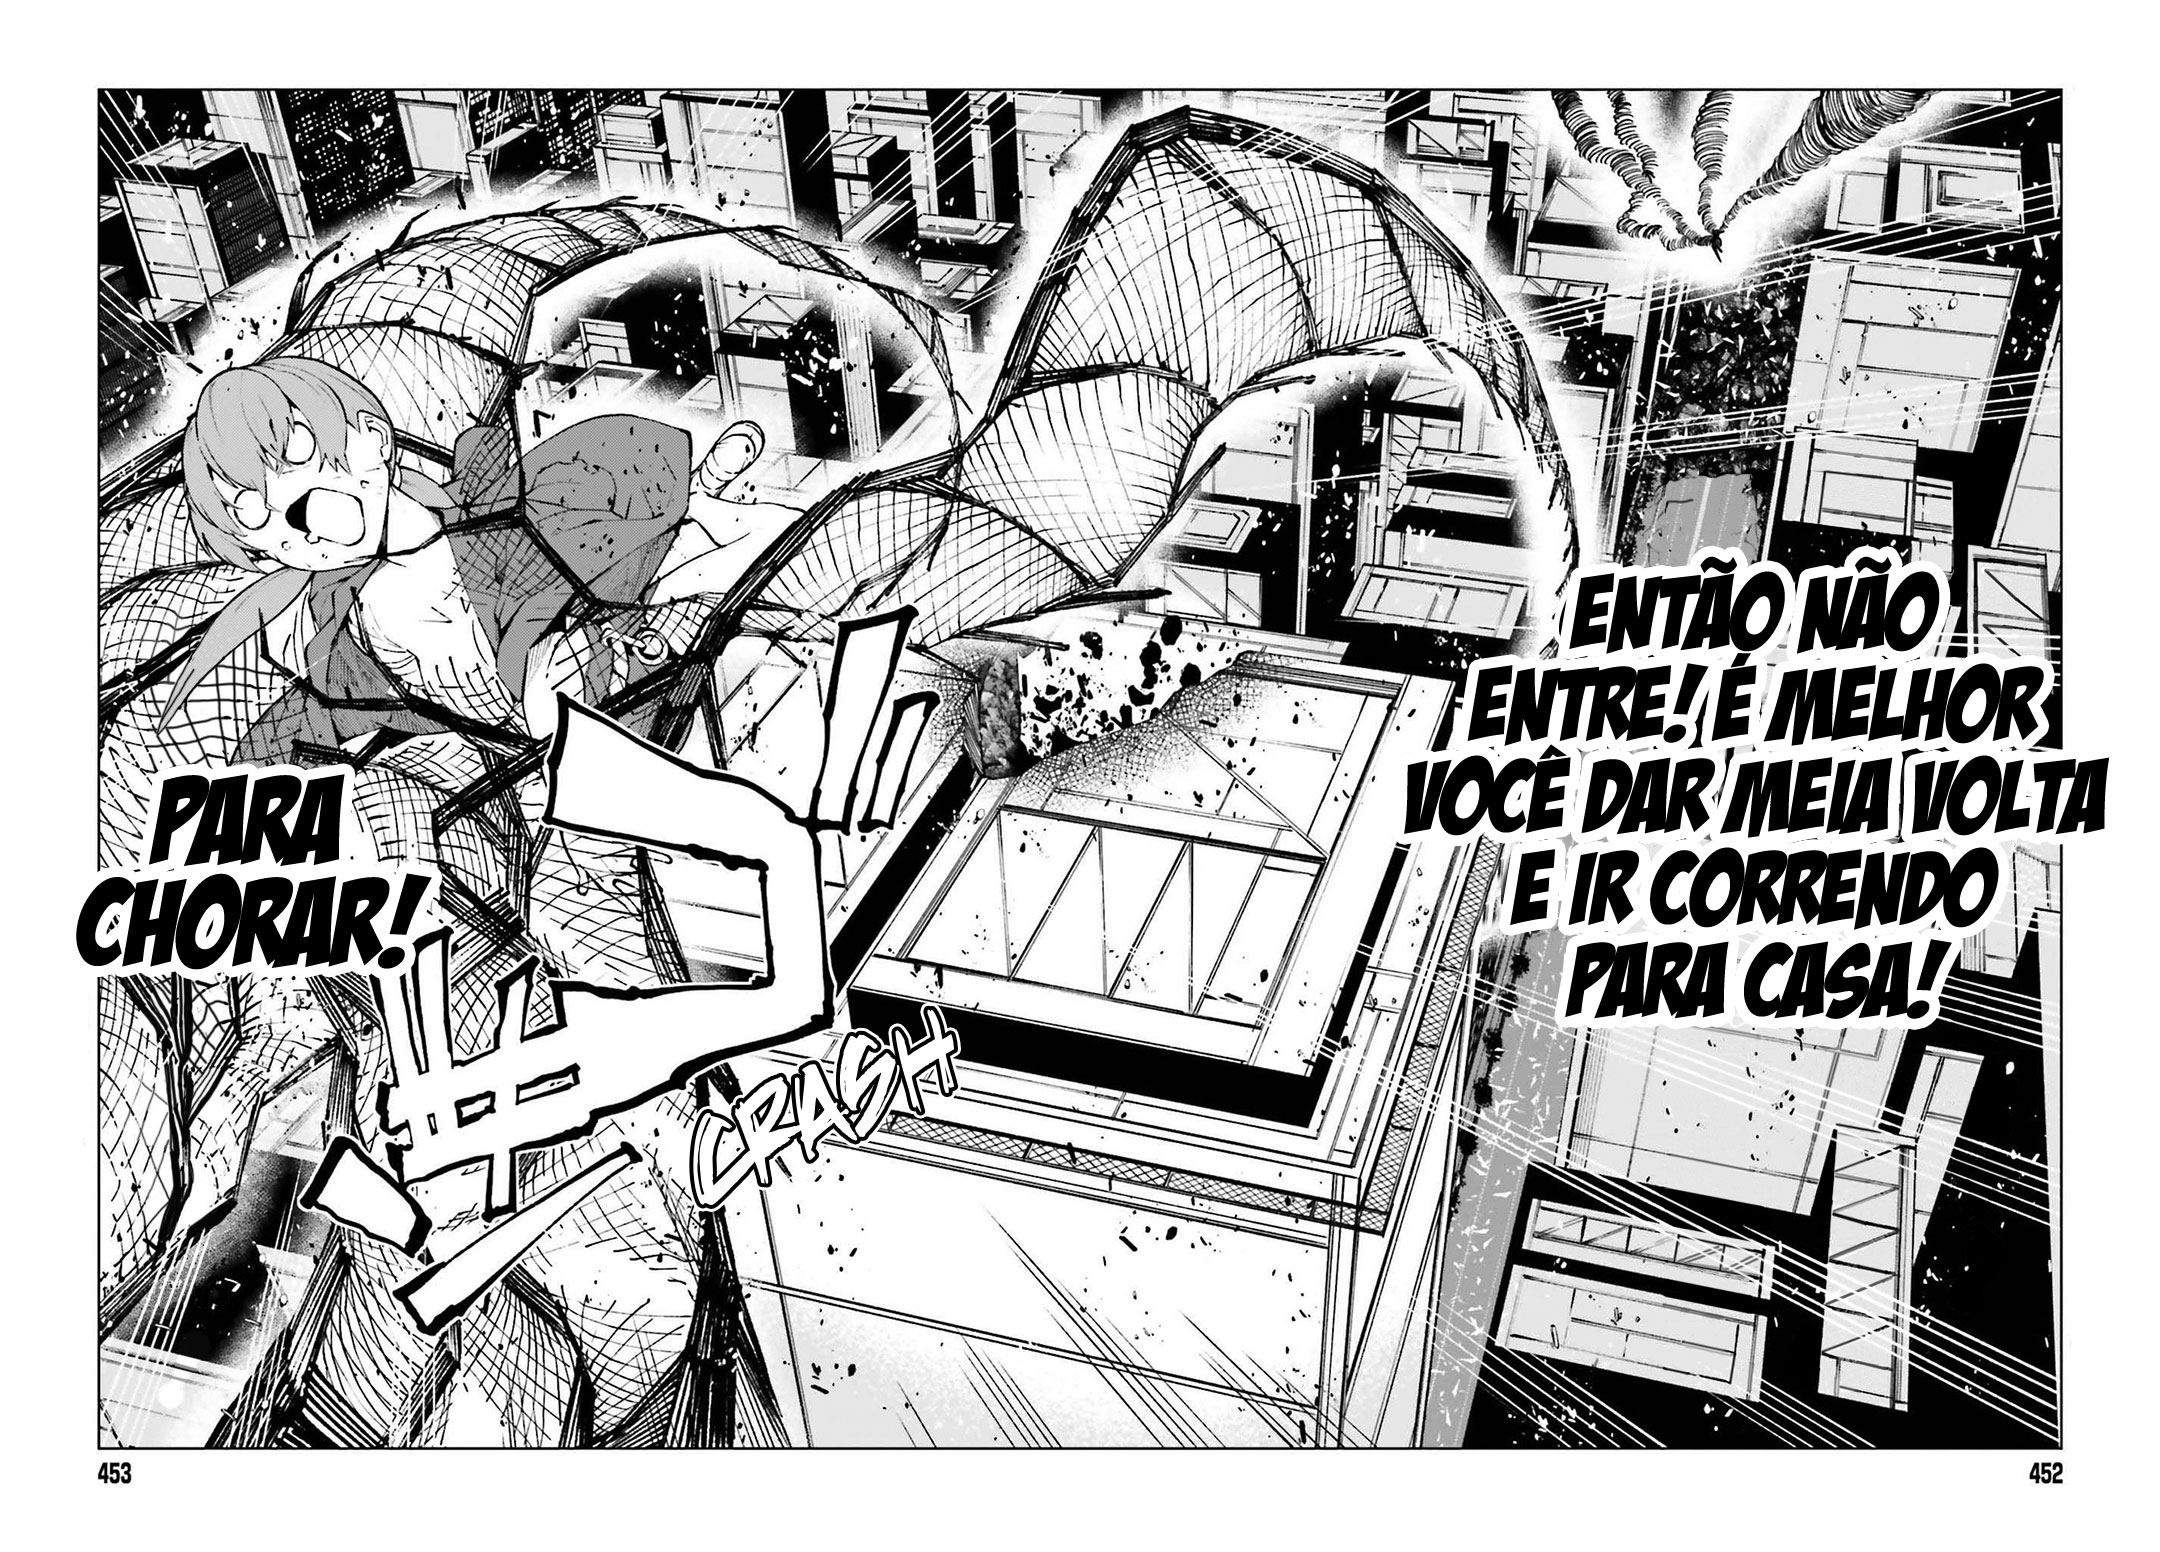 ENTÃO NÃO
ENTRE! É MELHOR
VOCÊ DAR MEIA VOLTA
E IR CORRENDO
PARA CASA!
PARA
CHORAR!
CRASH
453
452